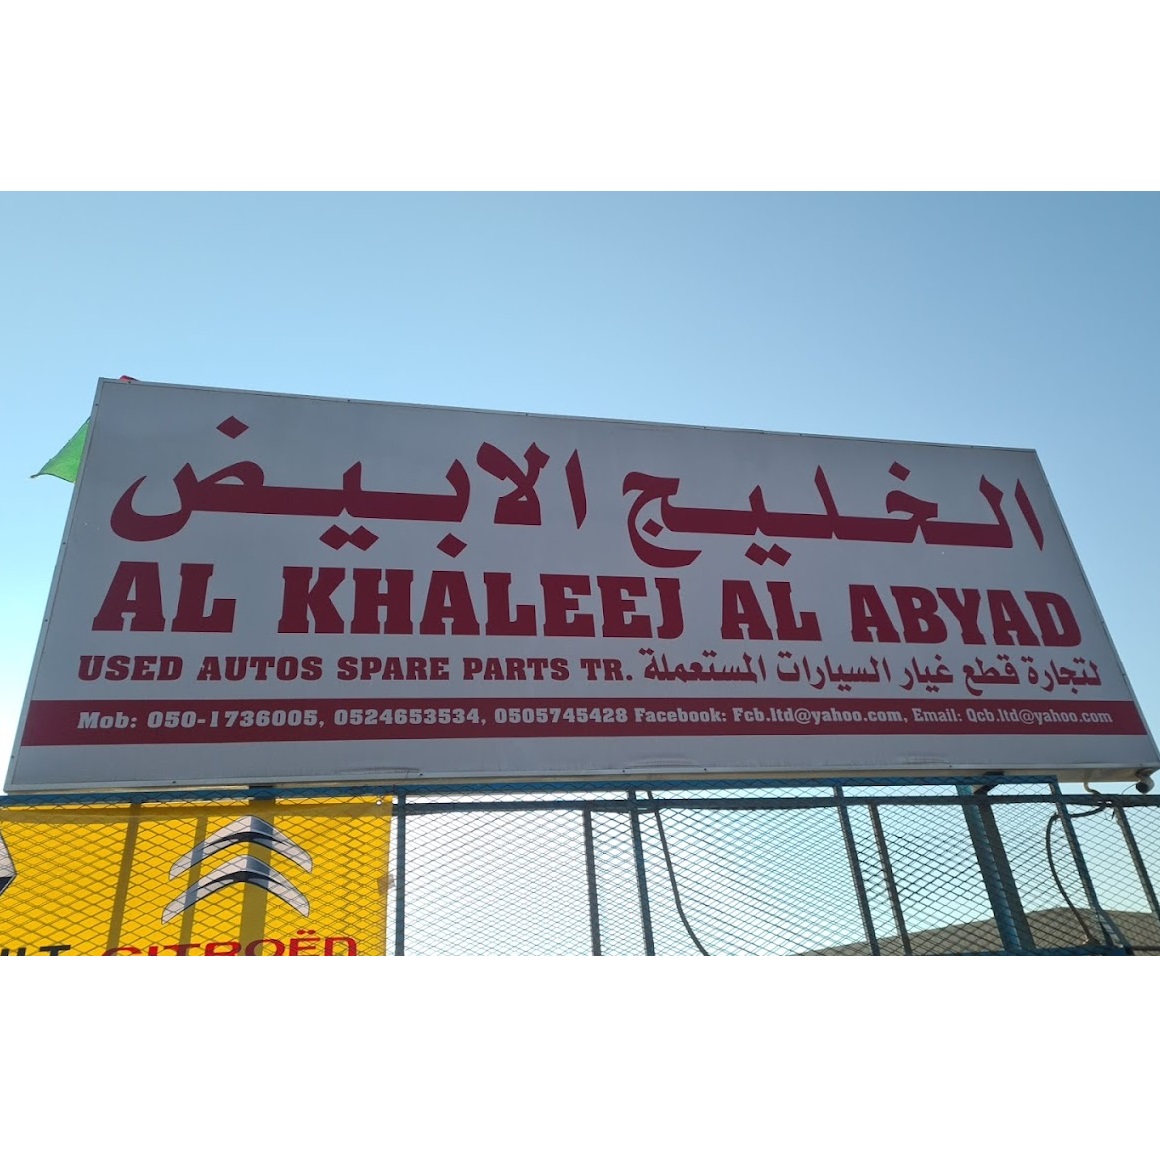 الخليج الابيض
AL KHALEEJ AL ABYAD
USED AUTOS SPARE PARTS TR. لتجارة قطع غيار السيارات المستعملة
Mob: 050-1736005, 0524653534, 0505745428 Facebook: Fcb.ltd@yahoo.com, Email: Qcb.ltd@yahoo.com
CITROËN